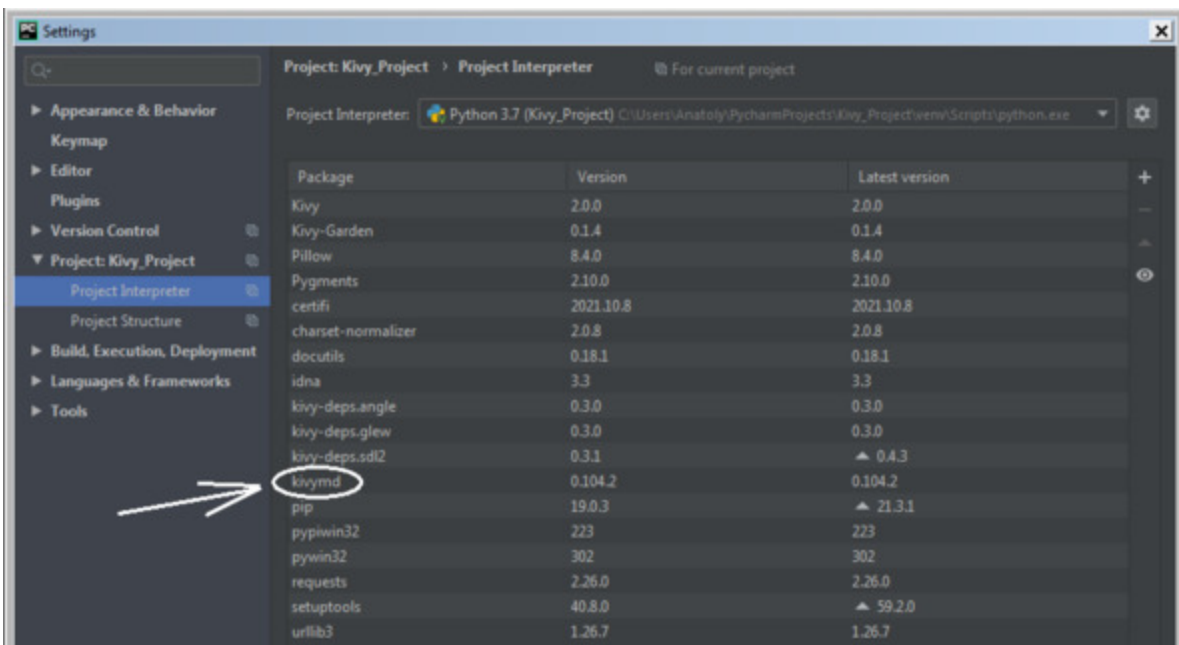 PC Settings
Project: Kivy_Project › Project Interpreter For current project
Project Interpreter: Python 3.7 (Kivy_Project) C:\Users\Anatoly\PycharmProjects\Kivy_Project\venv\Scripts\python.exe
Appearance & Behavior
Keymap
Editor
Plugins
Version Control
Project: Kivy_Project
Project Interpreter
Project Structure
Build, Execution, Deployment
Languages & Frameworks
Tools
Package Version Latest version
Kivy 2.0.0 2.0.0
Kivy-Garden 0.1.4 0.1.4
Pillow 8.4.0 8.4.0
Pygments 2.10.0 2.10.0
certifi 2021.10.8 2021.10.8
charset-normalizer 2.0.8 2.0.8
docutils 0.18.1 0.18.1
idna 3.3 3.3
kivy-deps.angle 0.3.0 0.3.0
kivy-deps.glew 0.3.0 0.3.0
kivy-deps.sdl2 0.3.1 ▲ 0.4.3
kivymd 0.104.2 0.104.2
pip 19.0.3 ▲ 21.3.1
pypiwin32 223 223
pywin32 302 302
requests 2.26.0 2.26.0
setuptools 40.8.0 ▲ 59.2.0
urllib3 1.26.7 1.26.7